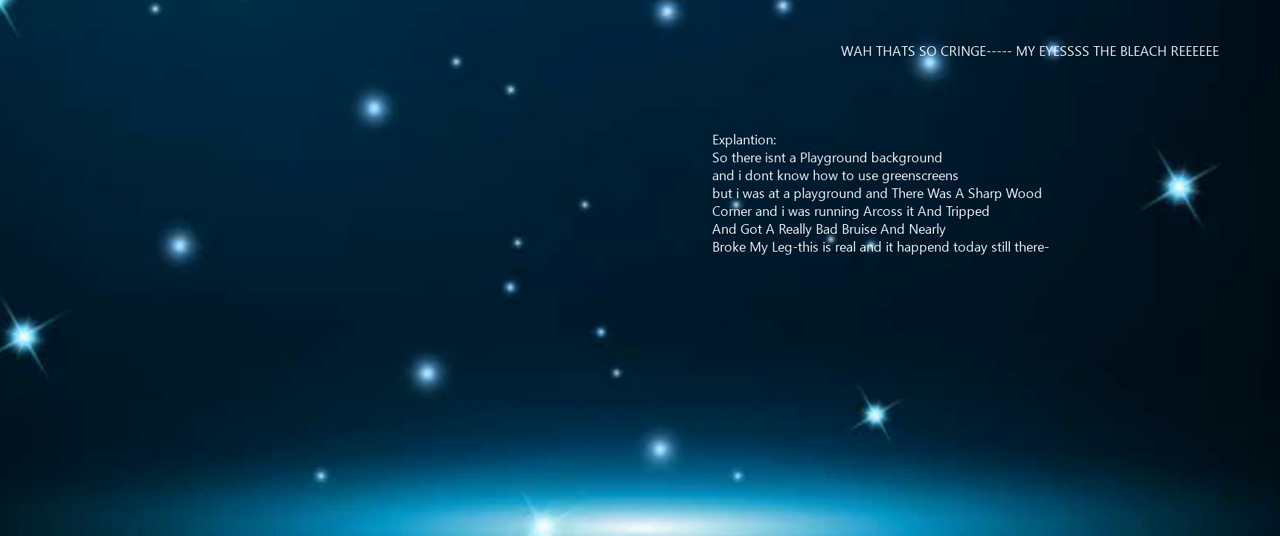 WAH THATS SO CRINGE----- MY EYESSSS THE BLEACH REEEEEE
Explantion:
So there isnt a Playground background
and i dont know how to use greenscreens
but i was at a playground and There Was A Sharp Wood
Corner and i was running Arcoss it And Tripped
And Got A Really Bad Bruise And Nearly
Broke My Leg-this is real and it happend today still there-